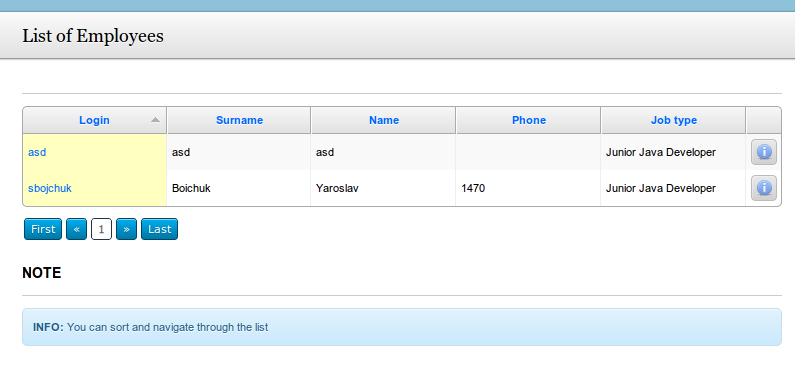 List of Employees
Login Surname Name Phone Job type
asd asd asd Junior Java Developer
sbojchuk Boichuk Yaroslav 1470 Junior Java Developer
First « 1 » Last
NOTE
INFO: You can sort and navigate through the list